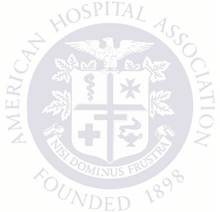 AMERICAN HOSPITAL ASSOCIATION
NISI DOMINUS FRUSTRA
FOUNDED 1898